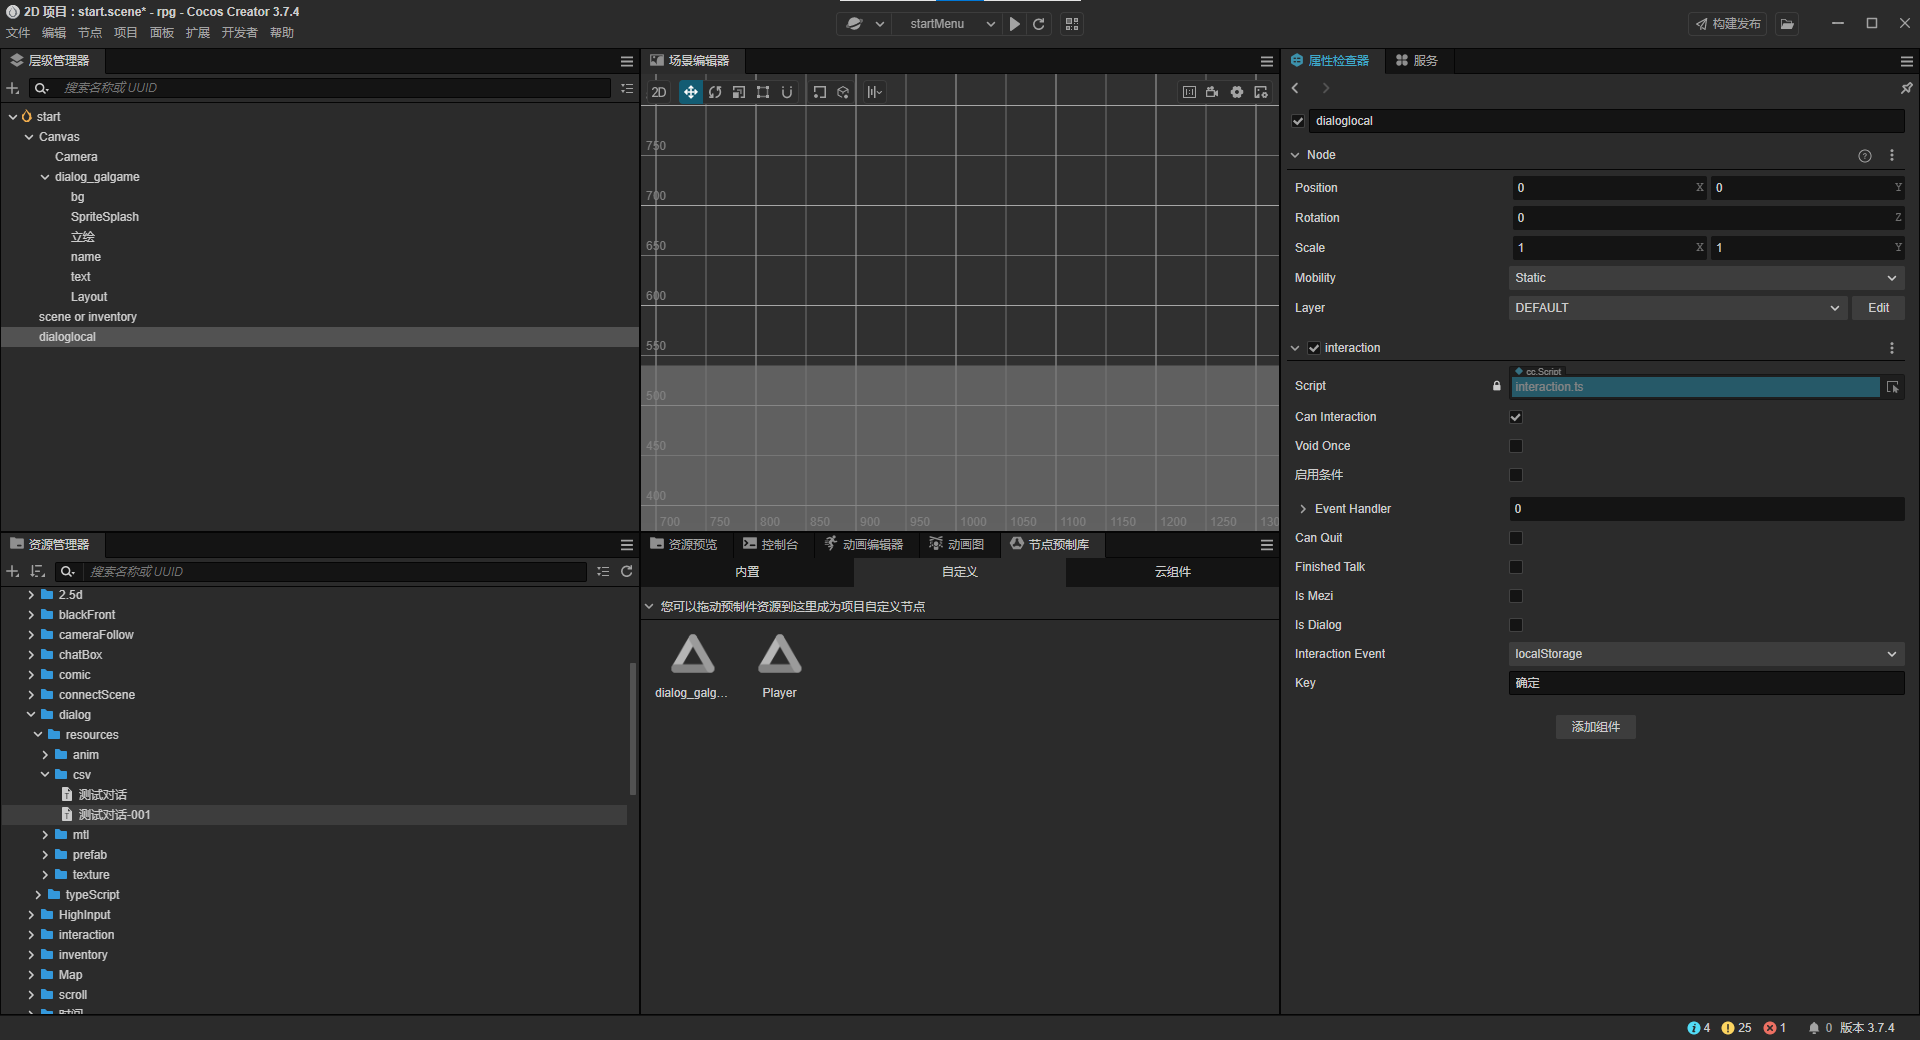 2D 项目 : start.scene* - rpg - Cocos Creator 3.7.4
文件 编辑 节点 项目 面板 扩展 开发者 帮助
startMenu
构建发布
层级管理器
搜索名称或 UUID
start
Canvas
Camera
dialog_galgame
bg
SpriteSplash
立绘
name
text
Layout
scene or inventory
dialoglocal
场景编辑器
2D
750
700
650
600
550
500
450
400
700 750 800 850 900 950 1000 1050 1100 1150 1200 1250 130
资源管理器
搜索名称或 UUID
2.5d
blackFront
cameraFollow
chatBox
comic
connectScene
dialog
resources
anim
csv
测试对话
测试对话-001
mtl
prefab
texture
typeScript
HighInput
interaction
inventory
Map
scroll
时间
资源预览 控制台 动画编辑器 动画图 节点预制库
内置 自定义 云组件
您可以拖动预制件资源到这里成为项目自定义节点
dialog_galg... Player
属性检查器 服务
dialoglocal
Node
Position 0 X 0 Y
Rotation 0 Z
Scale 1 X 1 Y
Mobility Static
Layer DEFAULT Edit
interaction
cc.Script
Script interaction.ts
Can Interaction
Void Once
启用条件
Event Handler 0
Can Quit
Finished Talk
Is Mezi
Is Dialog
Interaction Event localStorage
Key 确定
添加组件
4 25 1 0 版本 3.7.4